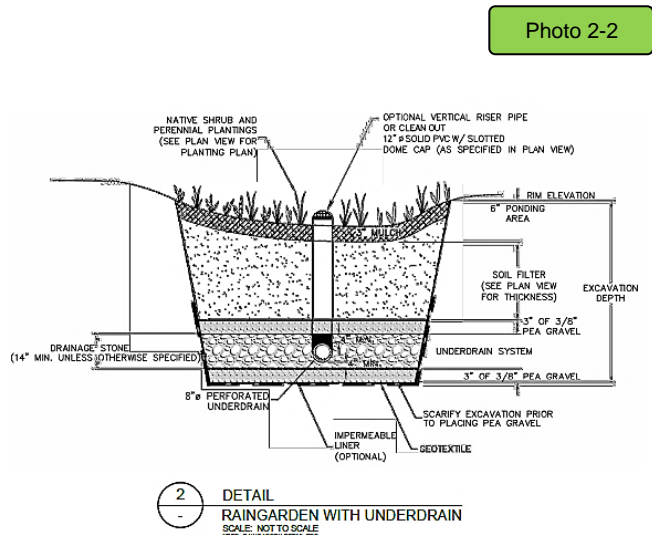 Photo 2-2
NATIVE SHRUB AND
PERENNIAL PLANTINGS
(SEE PLAN VIEW FOR
PLANTING PLAN)
OPTIONAL VERTICAL RISER PIPE
OR CLEAN OUT
12" ø SOLID PVC W/ SLOTTED
DOME CAP (AS SPECIFIED IN PLAN VIEW)
RIM ELEVATION
6" PONDING
AREA
3" MULCH
SOIL FILTER
(SEE PLAN VIEW
FOR THICKNESS)
EXCAVATION
DEPTH
3" OF 3/8"
PEA GRAVEL
DRAINAGE STONE
(14" MIN. UNLESS OTHERWISE SPECIFIED)
MIN.
4" MIN.
UNDERDRAIN SYSTEM
3" OF 3/8" PEA GRAVEL
8"ø PERFORATED
UNDERDRAIN
SCARIFY EXCAVATION PRIOR
TO PLACING PEA GRAVEL
IMPERMEABLE
LINER
(OPTIONAL)
GEOTEXTILE
2
-
DETAIL
RAINGARDEN WITH UNDERDRAIN
SCALE: NOT TO SCALE